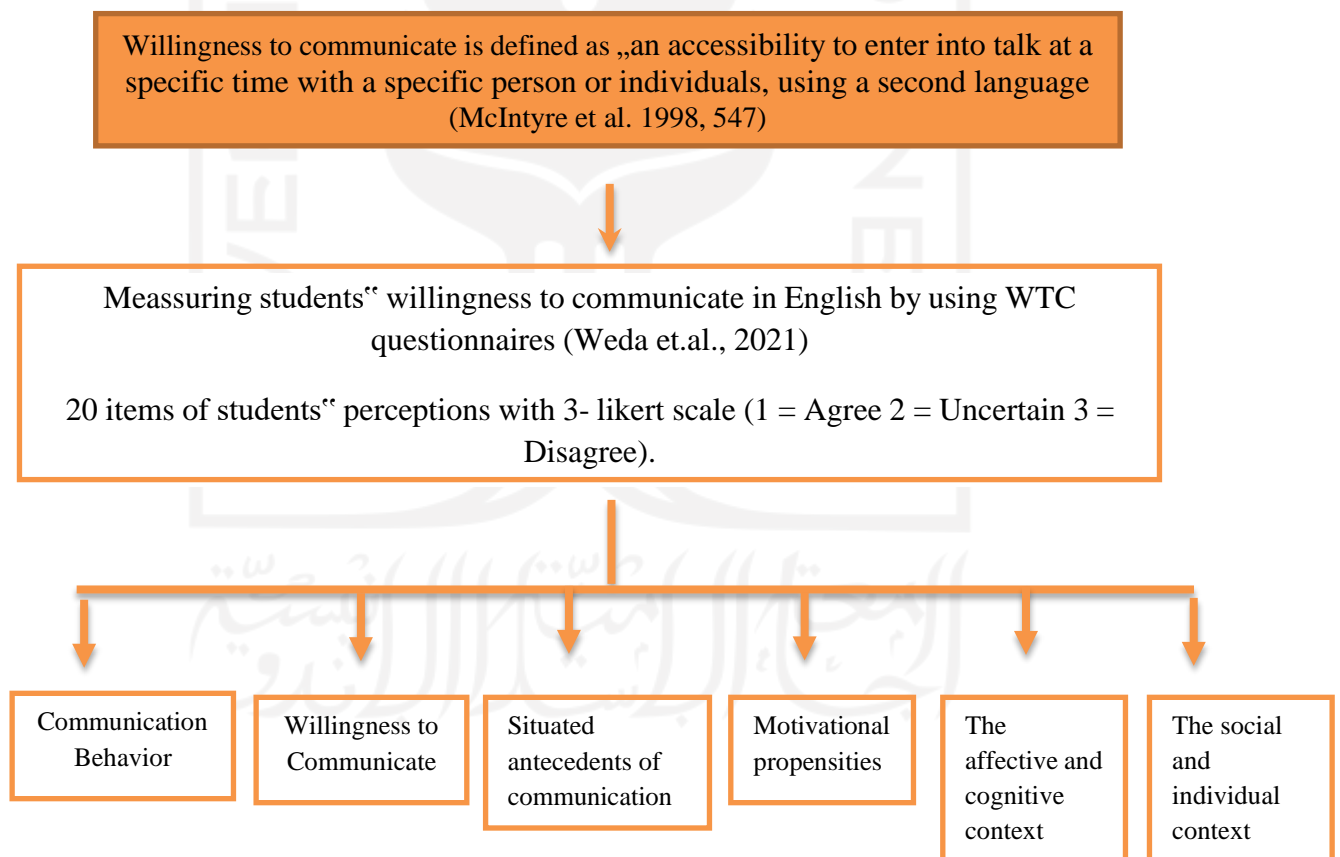 Willingness to communicate is defined as „an accessibility to enter into talk at a
specific time with a specific person or individuals, using a second language
(McIntyre et al. 1998, 547)
Meassuring students‟ willingness to communicate in English by using WTC
questionnaires (Weda et.al., 2021)
20 items of students‟ perceptions with 3- likert scale (1 = Agree 2 = Uncertain 3 =
Disagree).
Communication
Behavior
Willingness to
Communicate
Situated
antecedents of
communication
Motivational
propensities
The
affective and
cognitive
context
The social
and
individual
context